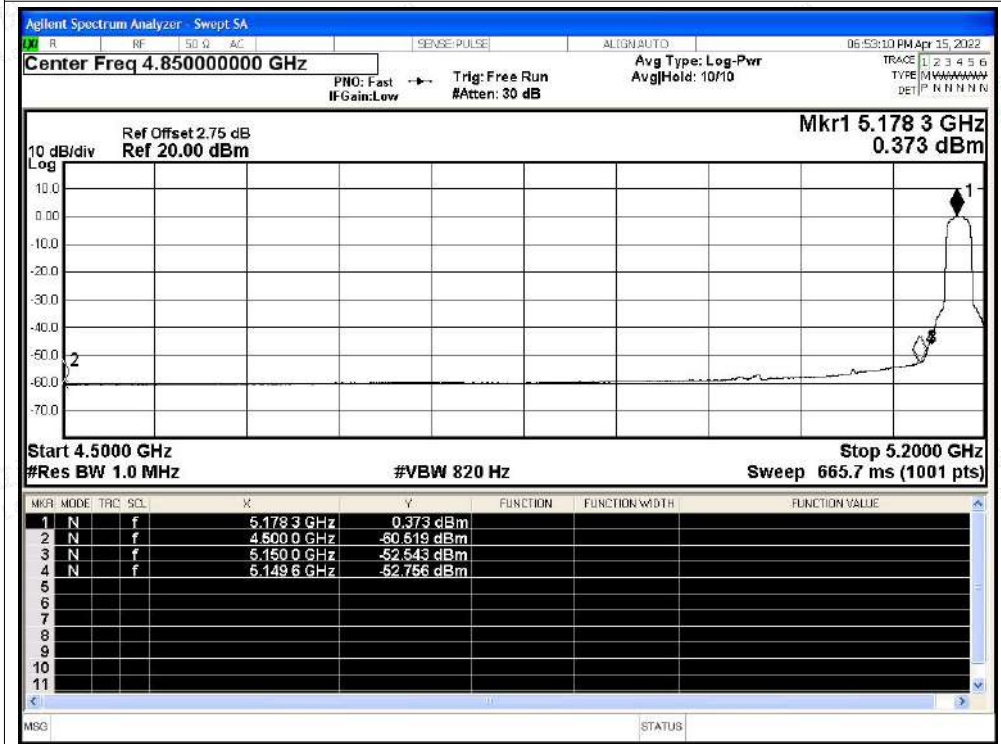 Agilent Spectrum Analyzer - Swept SA
LXI R RF 50 Ω AC SENSE:PULSE ALIGNAUTO 06:53:10 PM Apr 15, 2022
Center Freq 4.850000000 GHz
PNO: Fast
IFGain:Low
Trig: Free Run
#Atten: 30 dB
Avg Type: Log-Pwr
Avg|Hold: 10/10
TRACE 1 2 3 4 5 6
TYPE M W W W W W
DET P N N N N N
Mkr1 5.178 3 GHz
0.373 dBm
Ref Offset 2.75 dB
10 dB/div Ref 20.00 dBm
Log
10.0
0.00
-10.0
-20.0
-30.0
-40.0
-50.0
-60.0
-70.0
1
2
Start 4.5000 GHz Stop 5.2000 GHz
#Res BW 1.0 MHz #VBW 820 Hz Sweep 665.7 ms (1001 pts)
MKR MODE TRC SCL X Y FUNCTION FUNCTION WIDTH FUNCTION VALUE
1 N f 5.178 3 GHz 0.373 dBm
2 N f 4.500 0 GHz -60.519 dBm
3 N f 5.150 0 GHz -52.543 dBm
4 N f 5.149 6 GHz -52.756 dBm
5
6
7
8
9
10
11
MSG STATUS